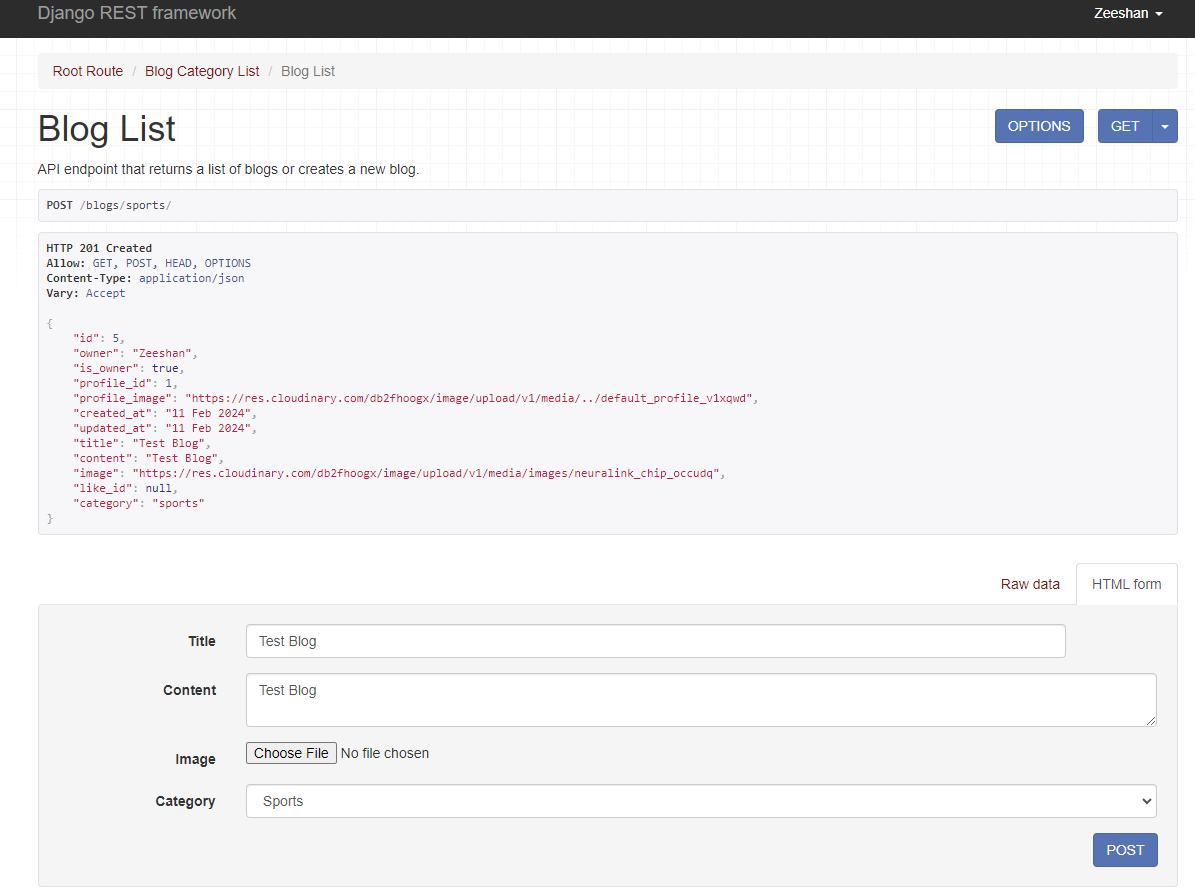 Django REST framework
Zeeshan
Root Route / Blog Category List / Blog List
Blog List
OPTIONS
GET
API endpoint that returns a list of blogs or creates a new blog.
POST /blogs/sports/
HTTP 201 Created
Allow: GET, POST, HEAD, OPTIONS
Content-Type: application/json
Vary: Accept
{
    "id": 5,
    "owner": "Zeeshan",
    "is_owner": true,
    "profile_id": 1,
    "profile_image": "https://res.cloudinary.com/db2fhoogx/image/upload/v1/media/../default_profile_v1xqwd",
    "created_at": "11 Feb 2024",
    "updated_at": "11 Feb 2024",
    "title": "Test Blog",
    "content": "Test Blog",
    "image": "https://res.cloudinary.com/db2fhoogx/image/upload/v1/media/images/neuralink_chip_occudq",
    "like_id": null,
    "category": "sports"
}
Raw data
HTML form
Title
Test Blog
Content
Test Blog
Image
Choose File No file chosen
Category
Sports
POST